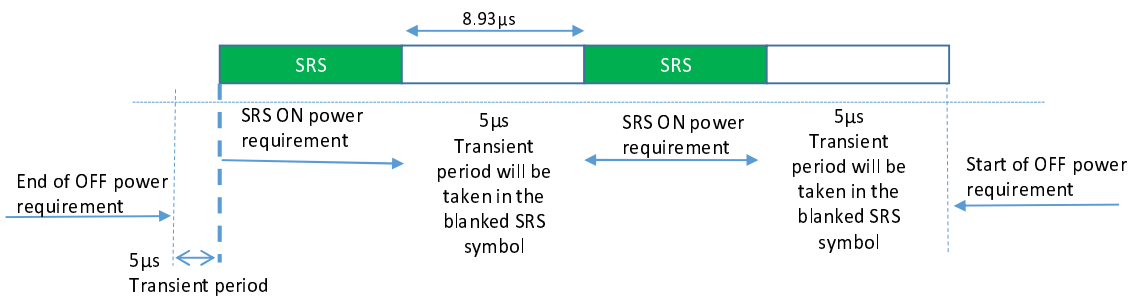 8.93µs
SRS
SRS
SRS ON power
requirement
5µs
Transient
period will be
taken in the
blanked SRS
symbol
SRS ON power
requirement
5µs
Transient
period will be
taken in the
blanked SRS
symbol
End of OFF power
requirement
Start of OFF power
requirement
5µs
Transient period